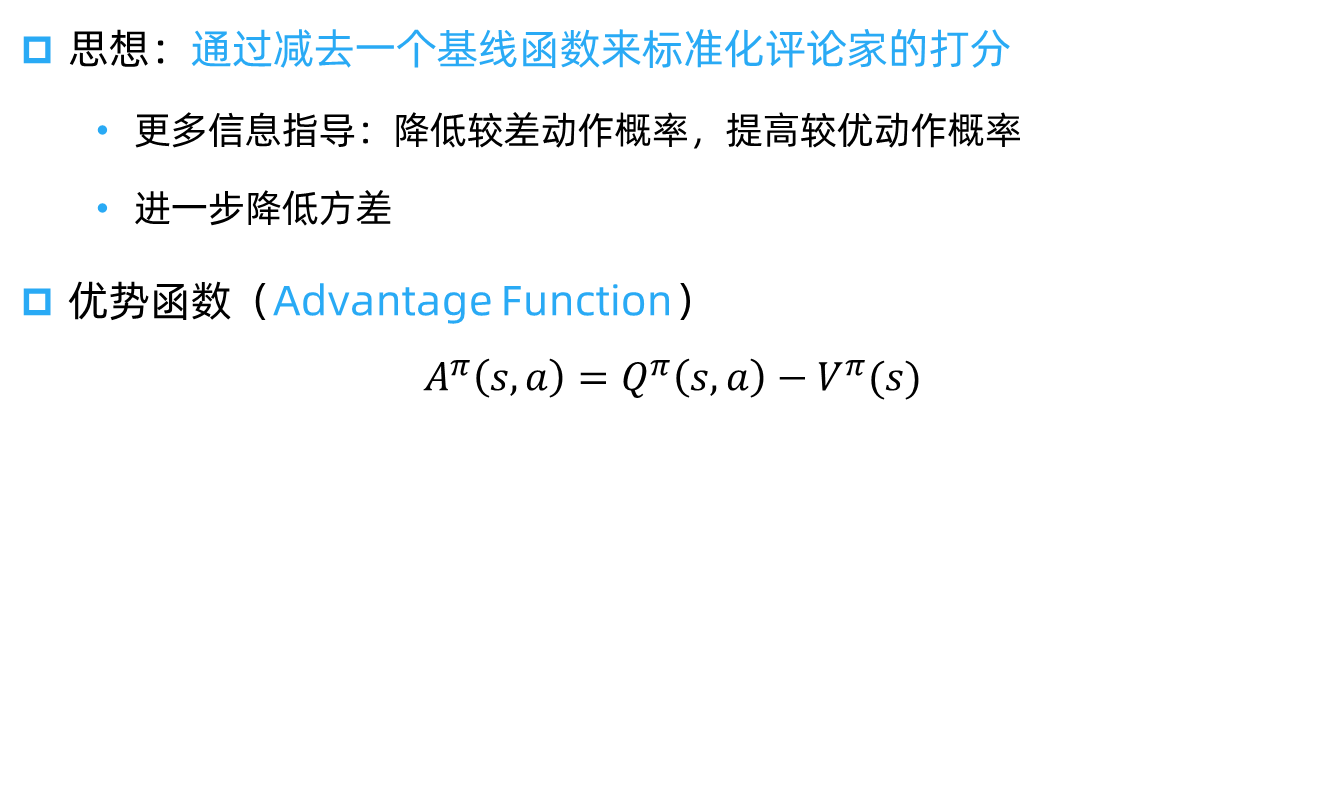 思想：通过减去一个基线函数来标准化评论家的打分
• 更多信息指导：降低较差动作概率，提高较优动作概率
• 进一步降低方差
优势函数（Advantage Function）
A^π(s,a) = Q^π(s,a) − V^π(s)